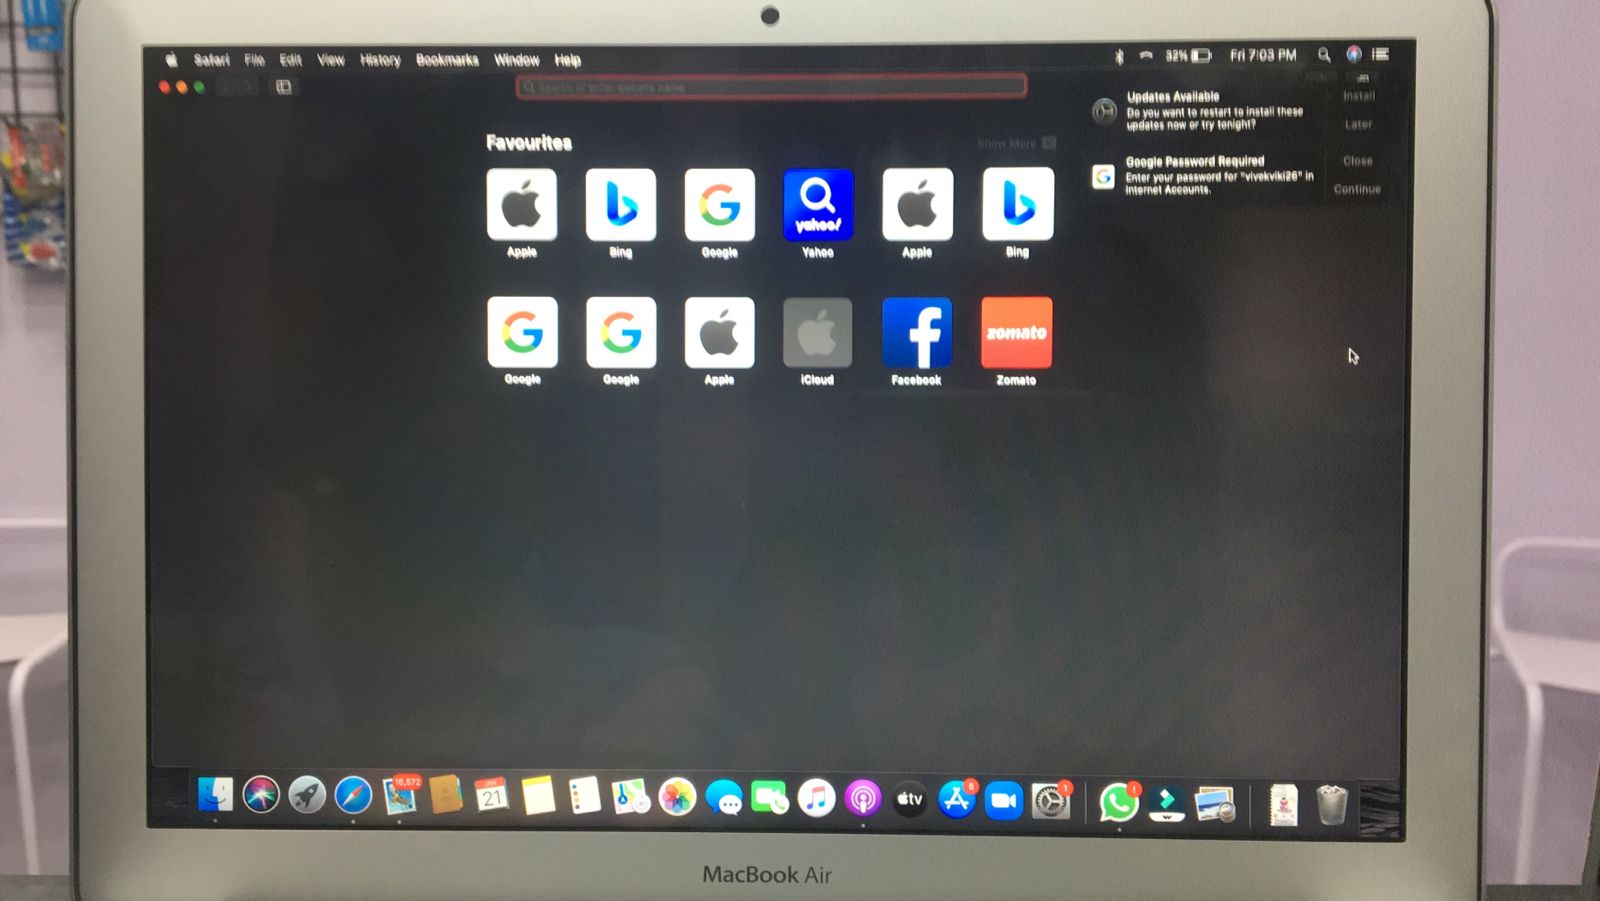 Safari File Edit View History Bookmarks Window Help 32% Fri 7:03 PM
Search or enter website name
Updates Available
Do you want to restart to install these
updates now or try tonight?
Install
Later
Google Password Required
Enter your password for "vivekviki26" in
Internet Accounts.
Close
Continue
Favourites Show More
yahoo!
Apple Bing Google Yahoo Apple Bing
zomato
Google Google Apple iCloud Facebook Zomato
16,572 JAN 21 tv 5 1 1
MacBook Air